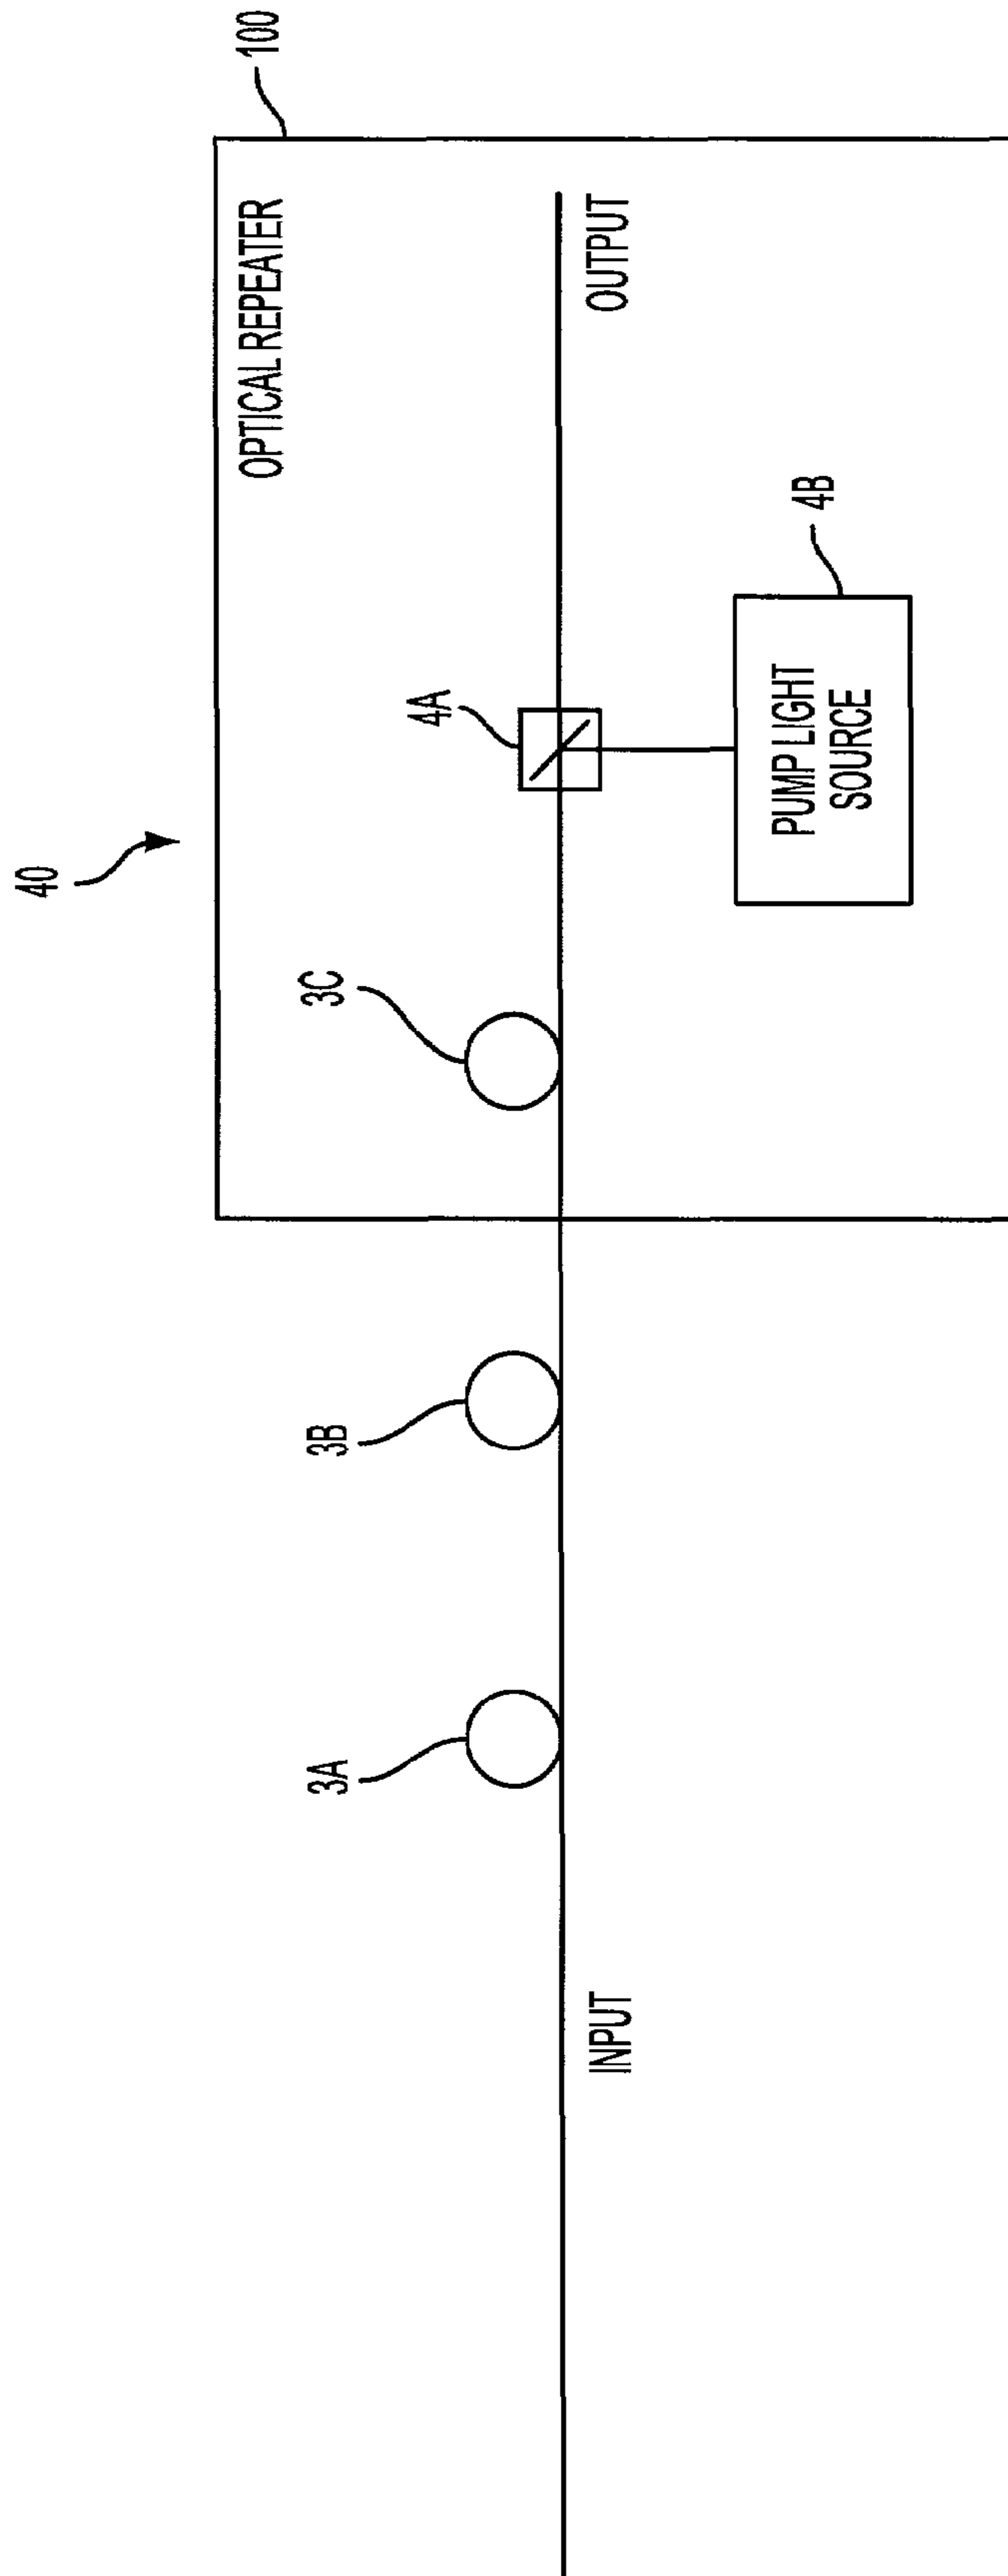 40
100
OPTICAL REPEATER
3A
3B
3C
4A
INPUT
OUTPUT
PUMP LIGHT
SOURCE
4B